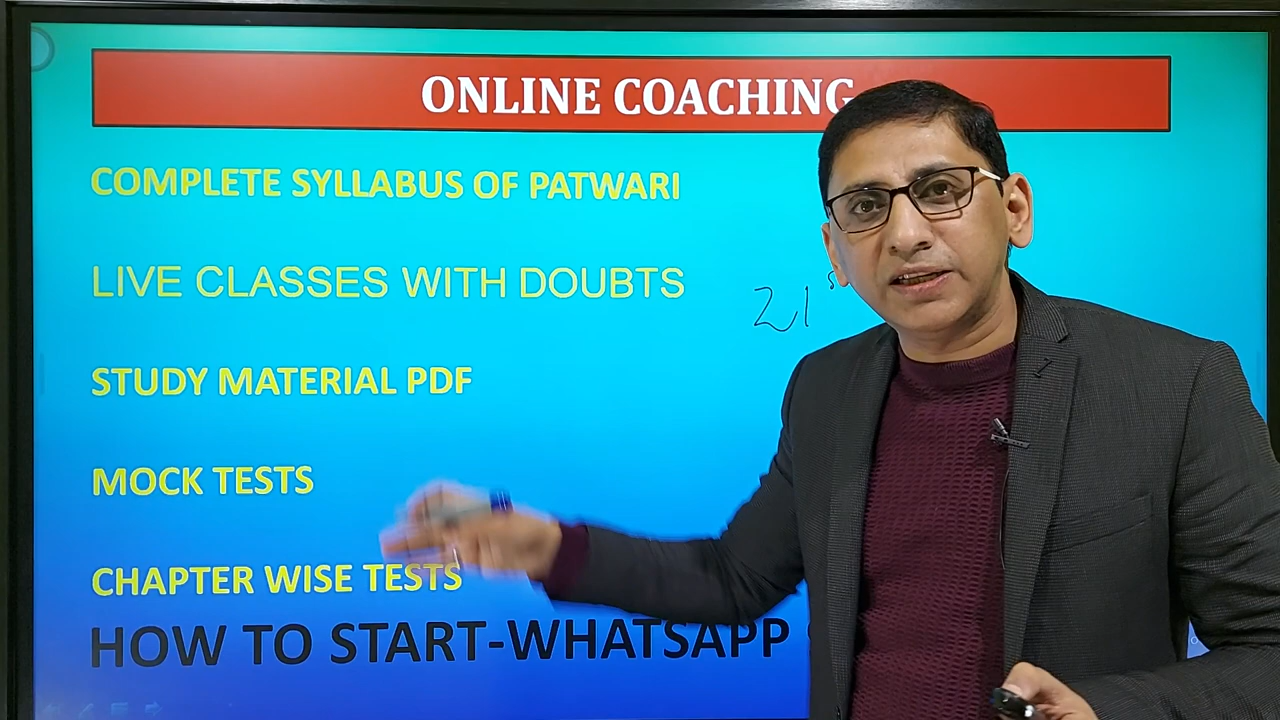 ONLINE COACHING
COMPLETE SYLLABUS OF PATWARI
LIVE CLASSES WITH DOUBTS
21s
STUDY MATERIAL PDF
MOCK TESTS
CHAPTER WISE TESTS
HOW TO START-WHATSAPP